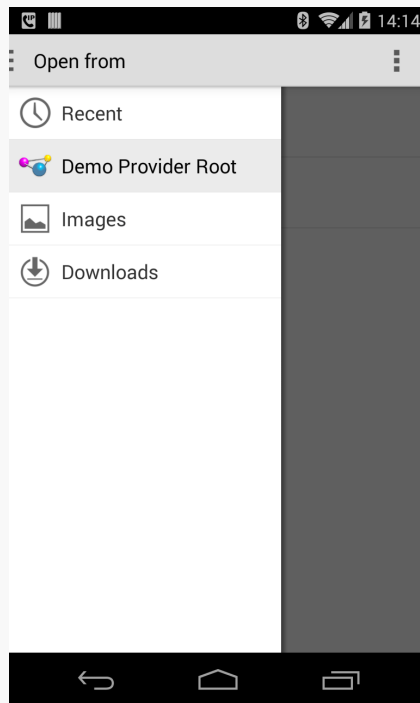 14:14
Open from
Recent
Demo Provider Root
Images
Downloads